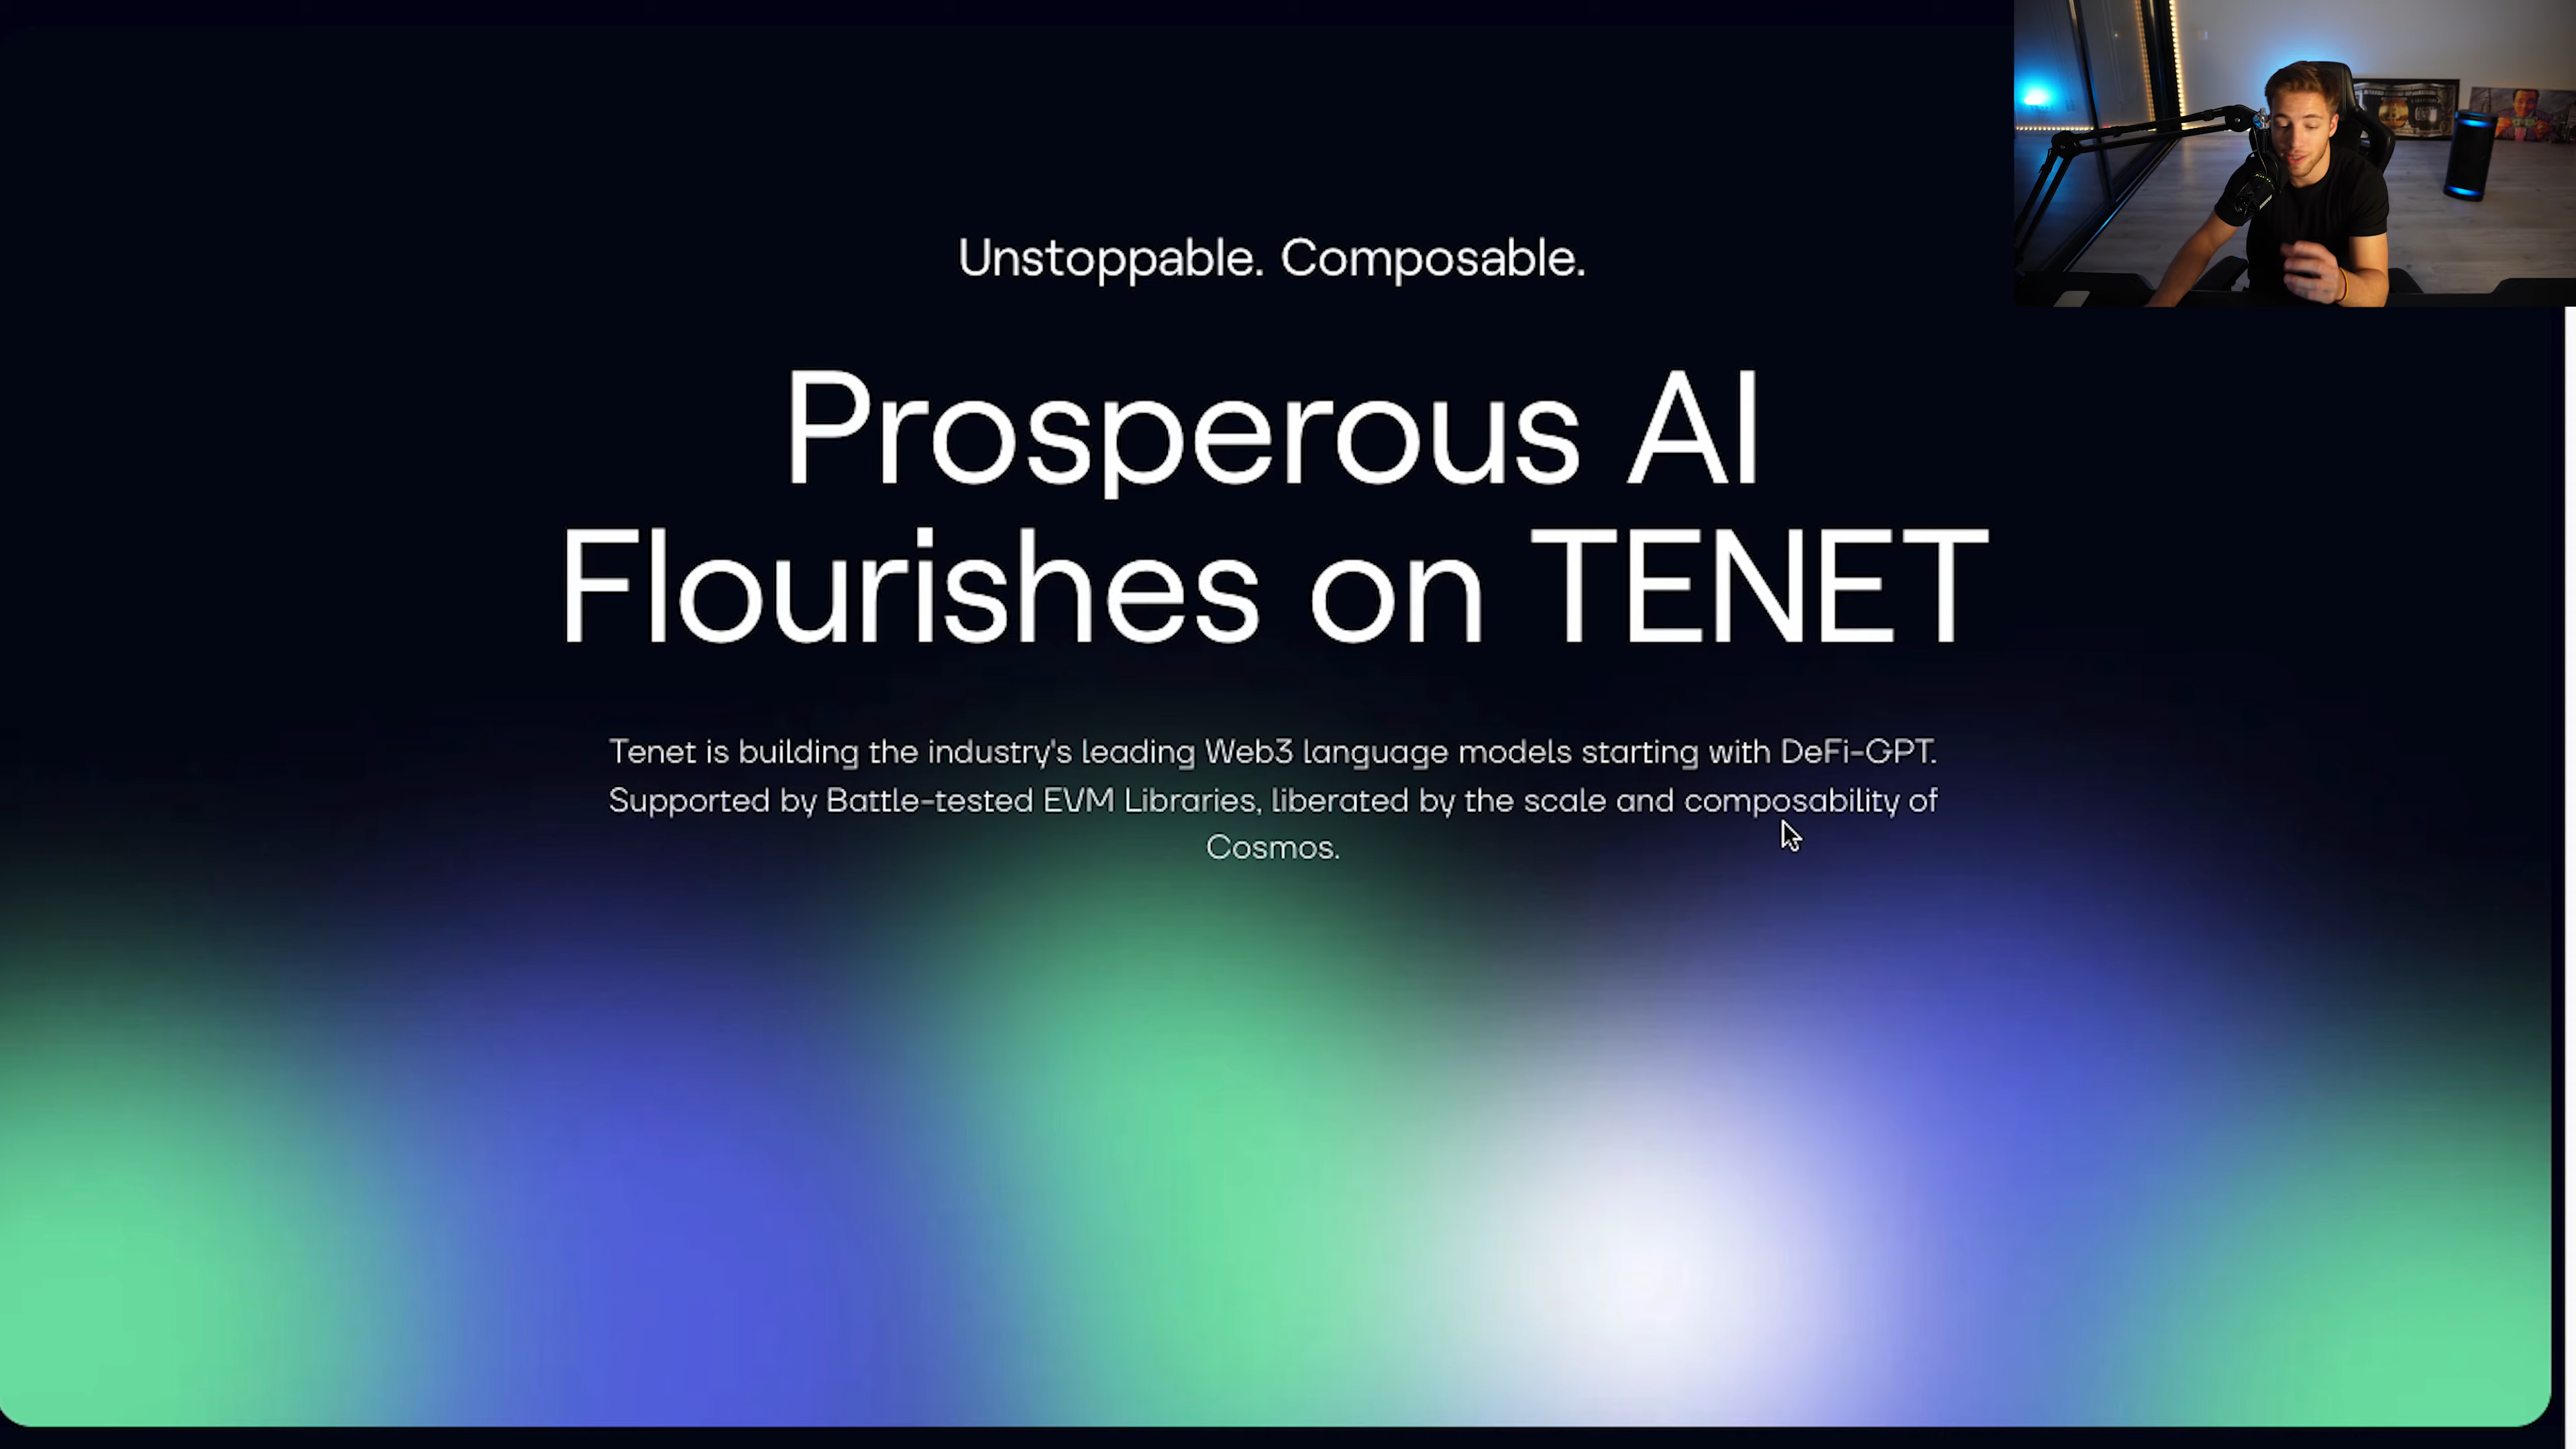 Unstoppable. Composable.
Prosperous AI
Flourishes on TENET
Tenet is building the industry's leading Web3 language models starting with DeFi-GPT.
Supported by Battle-tested EVM Libraries, liberated by the scale and composability of
Cosmos.